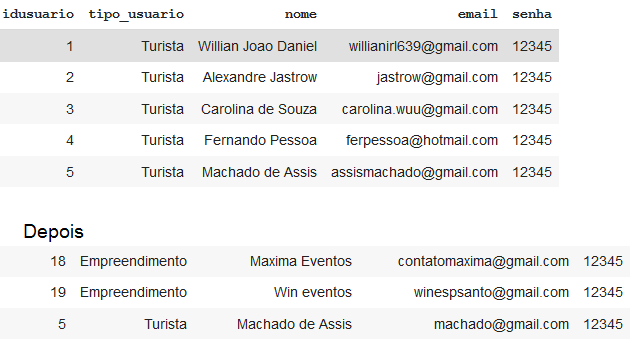 idusuario tipo_usuario nome email senha
1 Turista Willian Joao Daniel willianirl639@gmail.com 12345
2 Turista Alexandre Jastrow jastrow@gmail.com 12345
3 Turista Carolina de Souza carolina.wuu@gmail.com 12345
4 Turista Fernando Pessoa ferpessoa@hotmail.com 12345
5 Turista Machado de Assis assismachado@gmail.com 12345
Depois
18 Empreendimento Maxima Eventos contatomaxima@gmail.com 12345
19 Empreendimento Win eventos winespsanto@gmail.com 12345
5 Turista Machado de Assis machado@gmail.com 12345